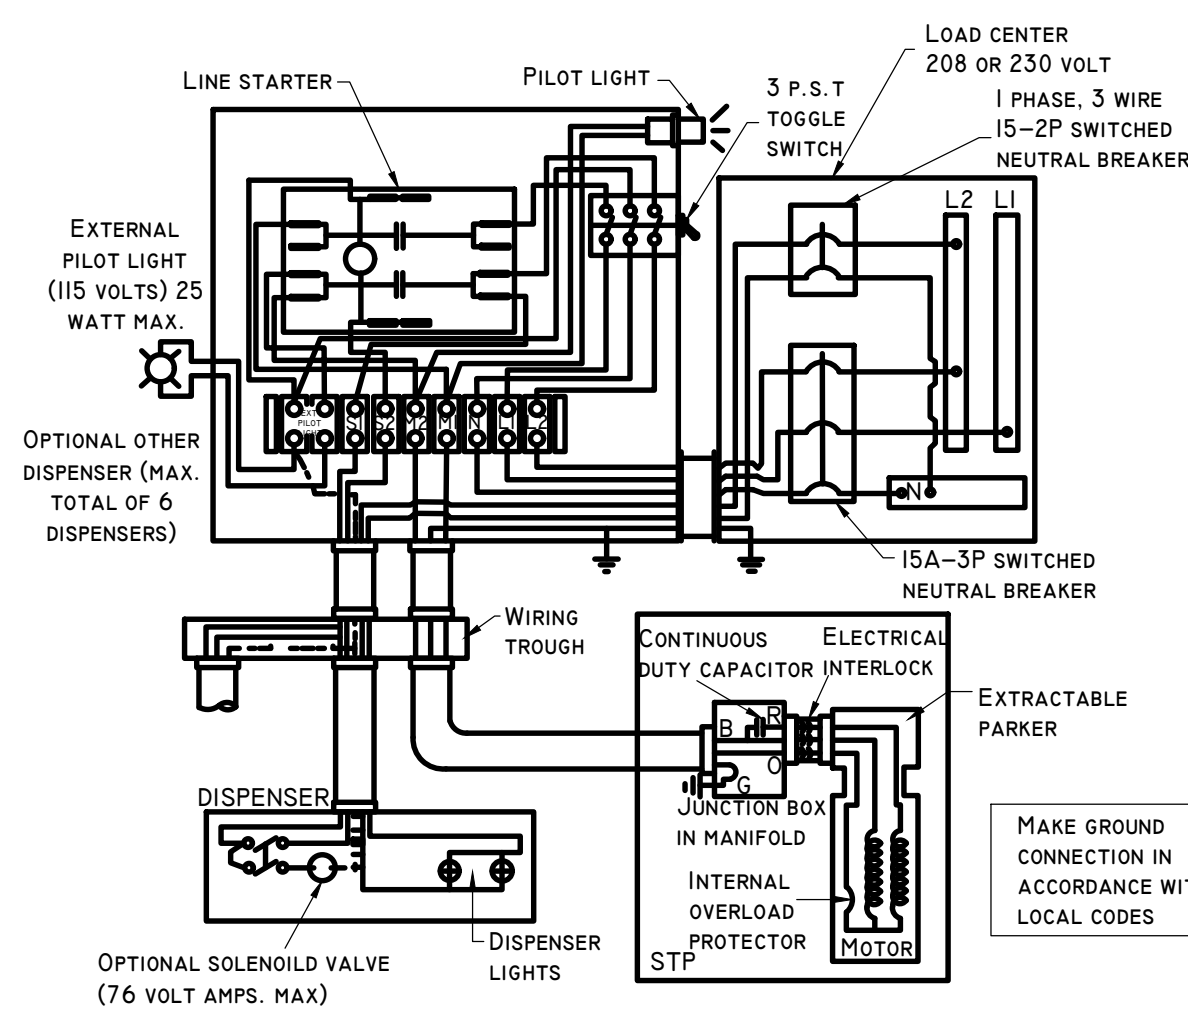 LOAD CENTER
208 OR 230 VOLT
LINE STARTER
PILOT LIGHT
3 P.S.T
TOGGLE
SWITCH
1 PHASE, 3 WIRE
15-2P SWITCHED
NEUTRAL BREAKER
L2 L1
EXTERNAL
PILOT LIGHT
(115 VOLTS) 25
WATT MAX.
EXT
PILOT
LIGHT
S1 S2 M2 M1 N L1 L2
OPTIONAL OTHER
DISPENSER (MAX.
TOTAL OF 6
DISPENSERS)
N
15A-3P SWITCHED
NEUTRAL BREAKER
WIRING
TROUGH
CONTINUOUS
DUTY CAPACITOR
ELECTRICAL
INTERLOCK
EXTRACTABLE
PARKER
B R
O
G
JUNCTION BOX
IN MANIFOLD
DISPENSER
INTERNAL
OVERLOAD
PROTECTOR
MOTOR
STP
MAKE GROUND
CONNECTION IN
ACCORDANCE WIT
LOCAL CODES
DISPENSER
LIGHTS
OPTIONAL SOLENOILD VALVE
(76 VOLT AMPS. MAX)